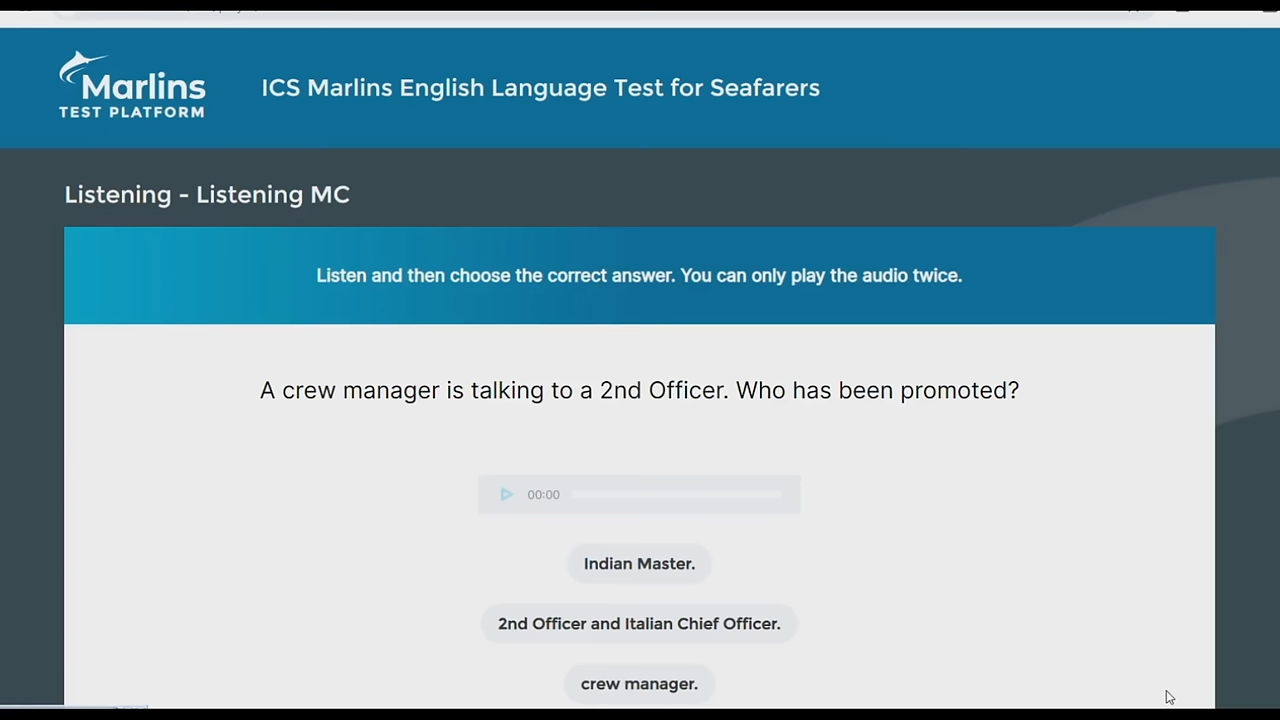 Marlins
TEST PLATFORM
ICS Marlins English Language Test for Seafarers
Listening - Listening MC
Listen and then choose the correct answer. You can only play the audio twice.
A crew manager is talking to a 2nd Officer. Who has been promoted?
00:00
Indian Master.
2nd Officer and Italian Chief Officer.
crew manager.